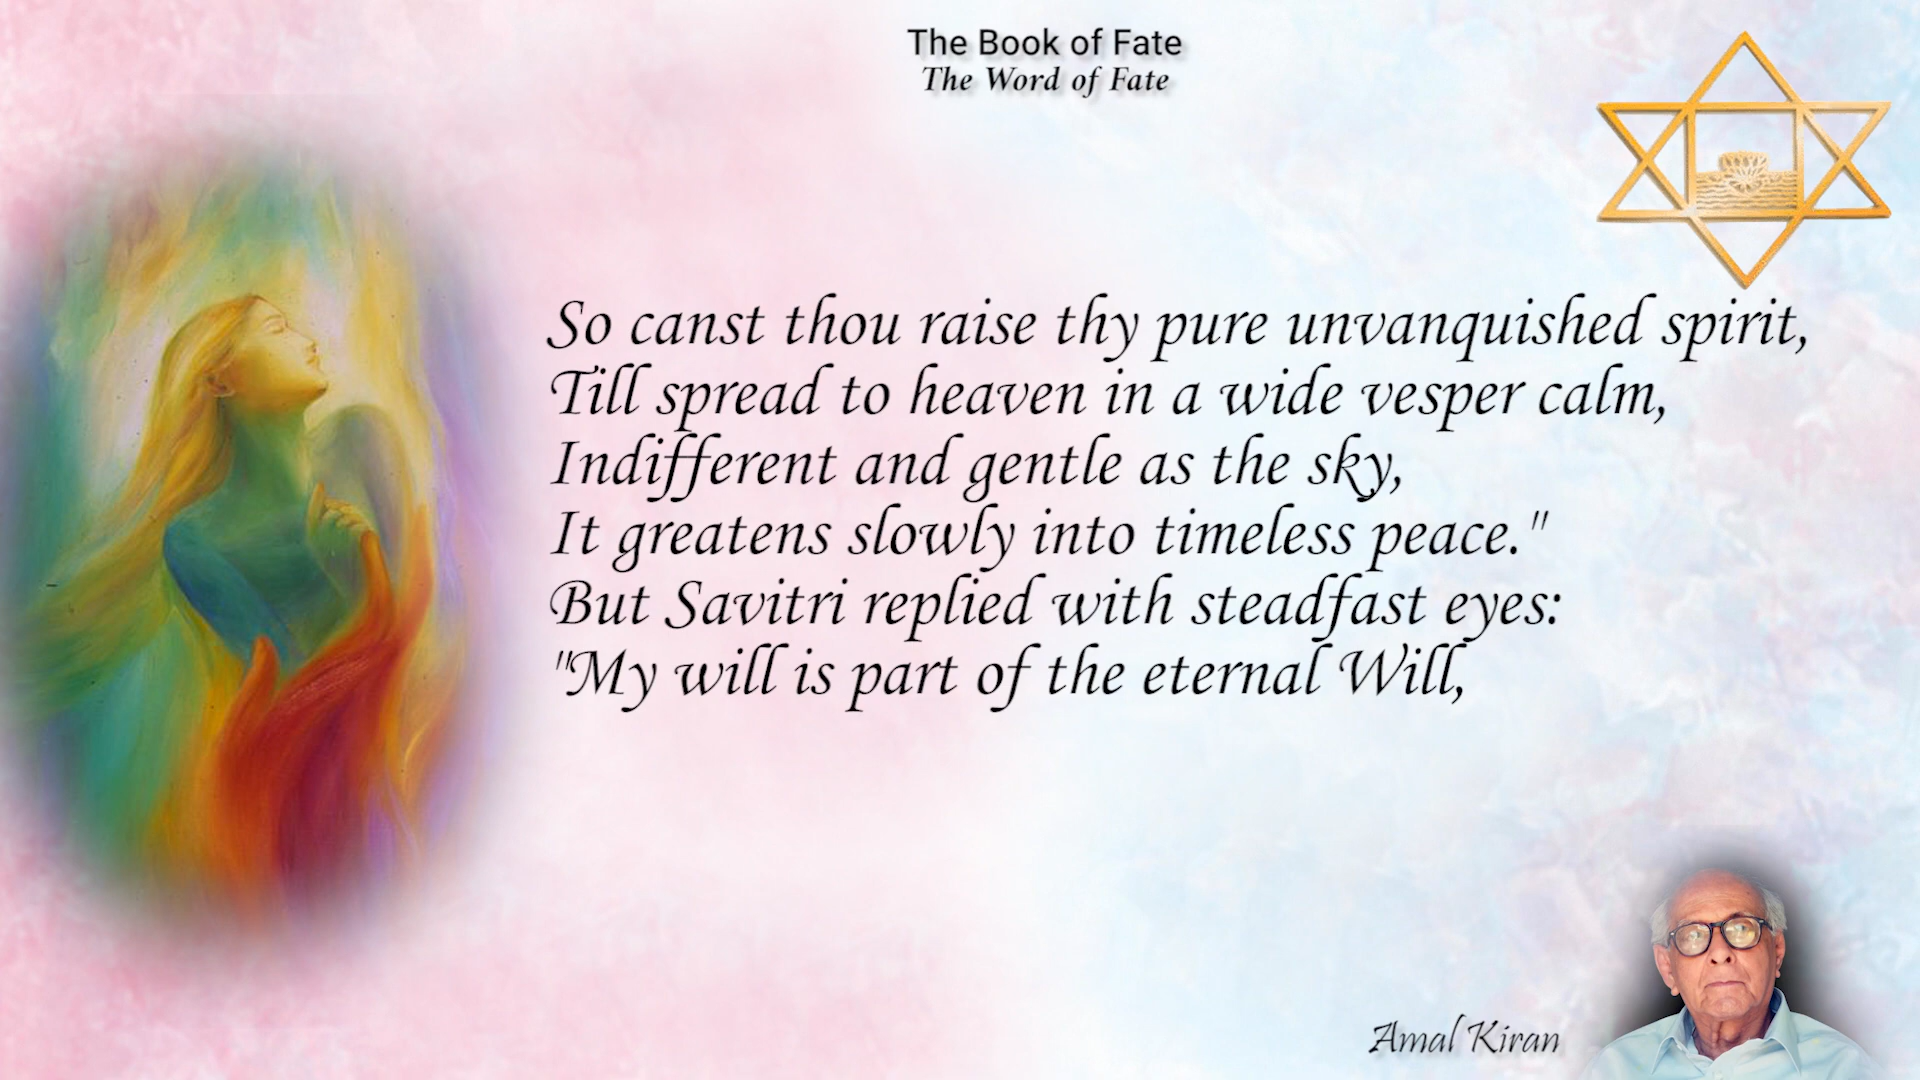 The Book of Fate
The Word of Fate
So canst thou raise thy pure unvanquished spirit,
Till spread to heaven in a wide vesper calm,
Indifferent and gentle as the sky,
It greatens slowly into timeless peace."
But Savitri replied with steadfast eyes:
"My will is part of the eternal Will,
Amal Kiran